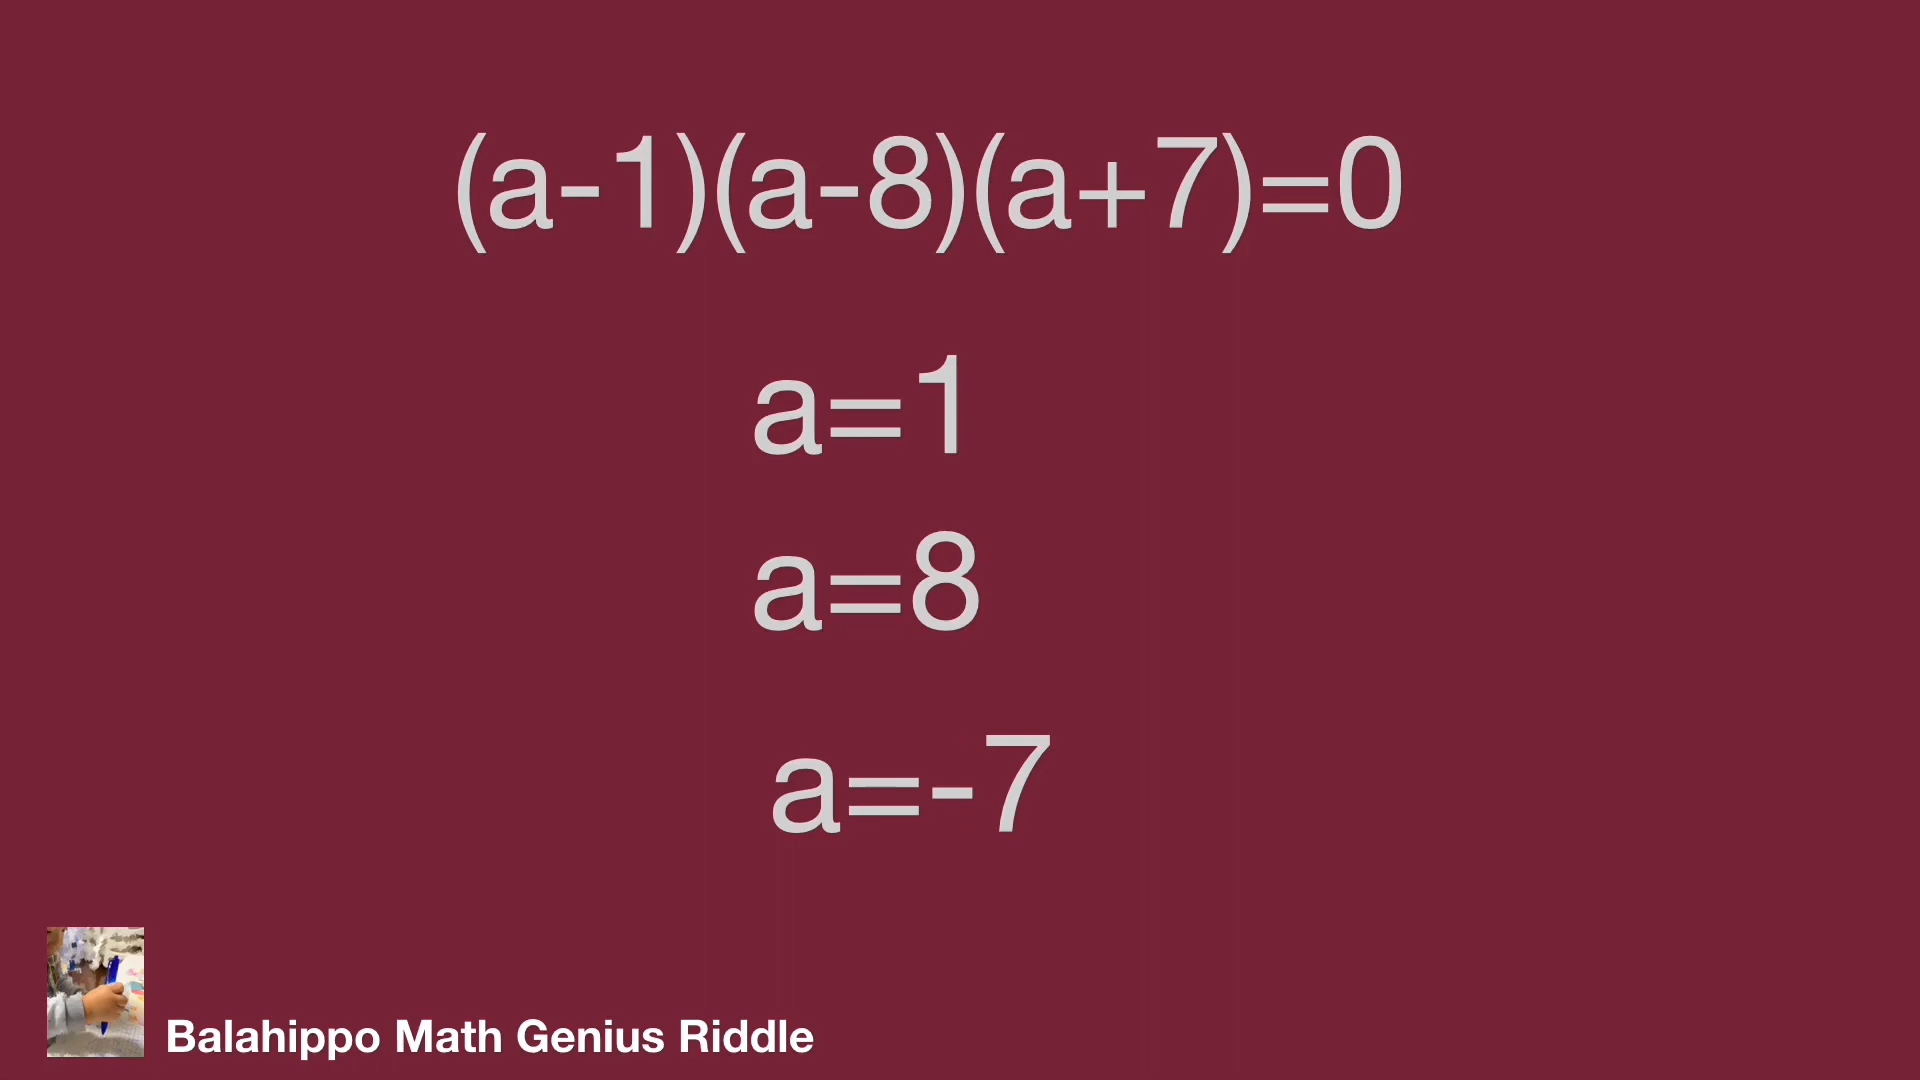 (a-1)(a-8)(a+7)=0
a=1
a=8
a=-7
Balahippo Math Genius Riddle